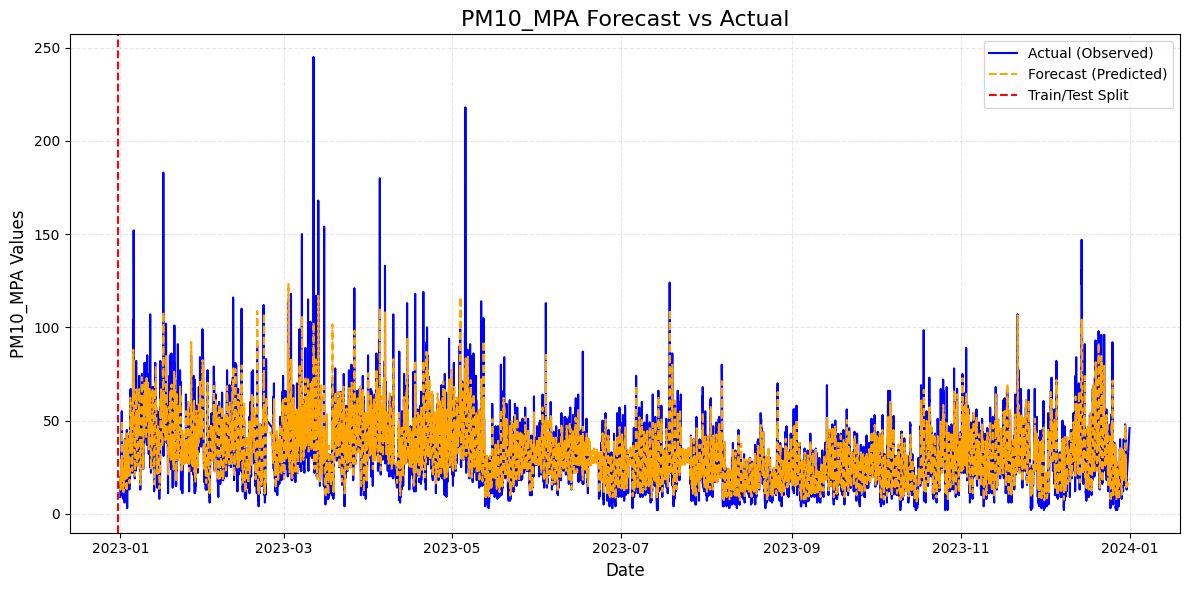 PM10_MPA Forecast vs Actual
Actual (Observed)
Forecast (Predicted)
Train/Test Split
PM10_MPA Values
250
200
150
100
50
0
2023-01
2023-03
2023-05
2023-07
2023-09
2023-11
2024-01
Date